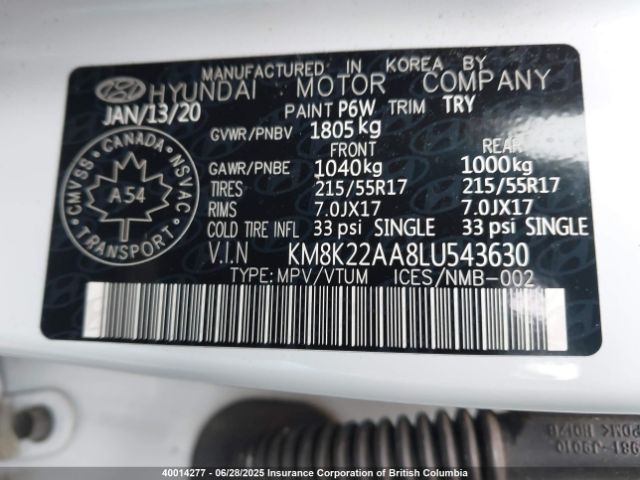 MANUFACTURED IN KOREA BY
HYUNDAI MOTOR COMPANY
JAN/13/20 PAINT P6W TRIM TRY
GVWR/PNBV 1805kg
FRONT REAR
GAWR/PNBE 1040kg 1000kg
TIRES 215/55R17 215/55R17
RIMS 7.0JX17 7.0JX17
COLD TIRE INFL 33 psi SINGLE 33 psi SINGLE
V.I.N KM8K22AA8LU543630
TYPE:MPV/VTUM ICES/NMB-002
CANADA
CMVSS NSVAC
A 54
TRANSPORT
40014277 - 06/28/2025 Insurance Corporation of British Columbia